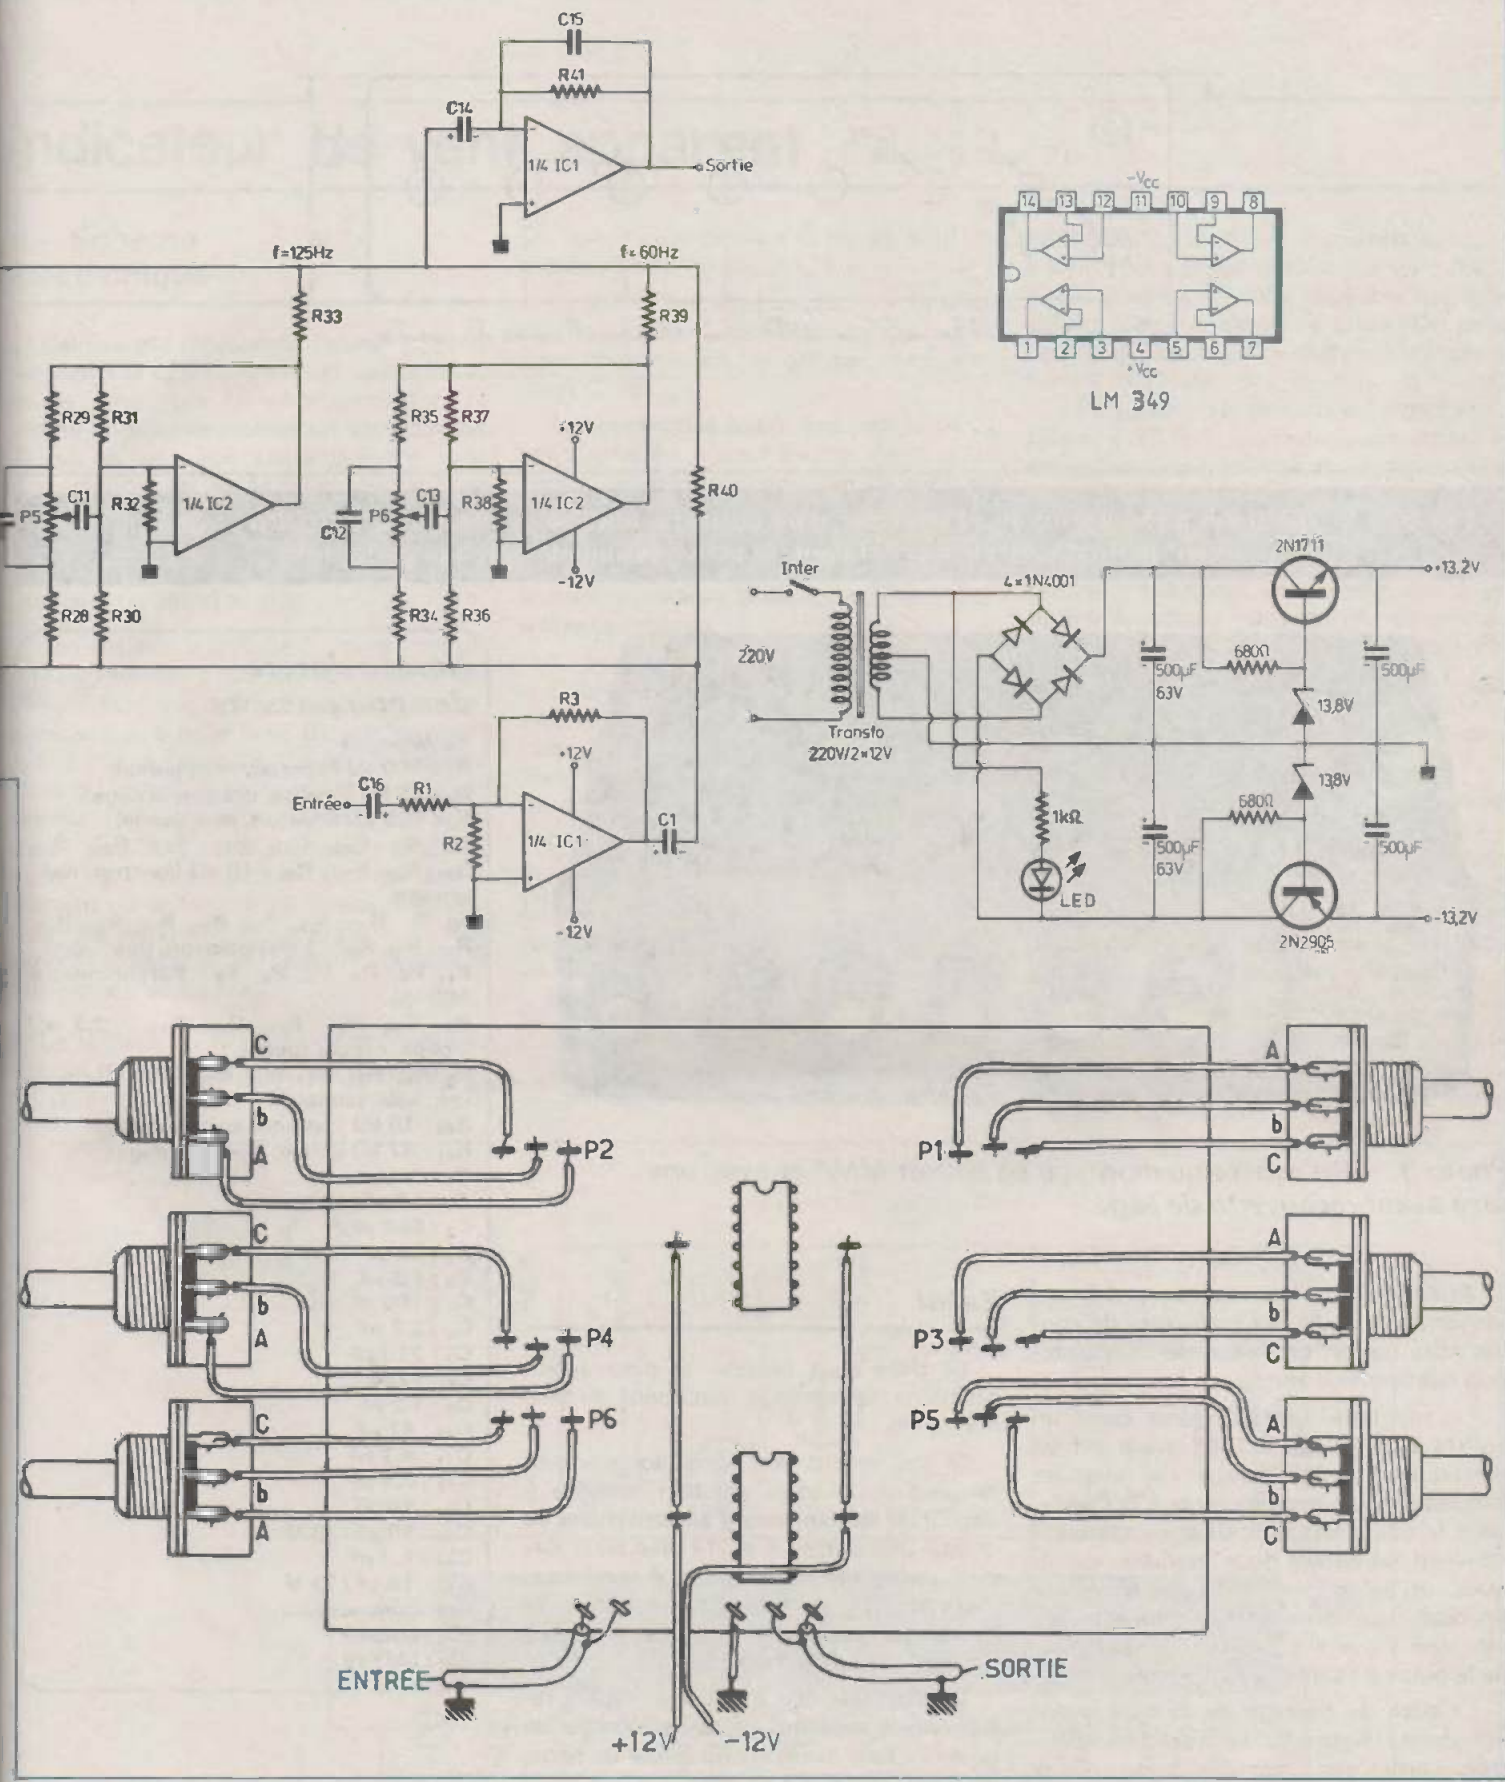 C15
R41
C14
+ -
-
1/4 IC1
+
Sortie
f=125Hz
f=60Hz
R33
R39
R29
R31
R35
R37
+12V
P5
C11
R32
1/4 IC2
C12
P6
C13
R38
1/4 IC2
-12V
R40
R28
R30
R34
R36
-Vcc
14 13 12 11 10 9 8
1 2 3 4 5 6 7
+Vcc
LM 349
Inter
220V
Transfo
220V/2×12V
4×1N4001
2N1711
+13,2V
680Ω
500µF
63V
500µF
13,8V
13,8V
1kΩ
LED
680Ω
500µF
63V
500µF
2N2905
-13,2V
R3
+12V
Entrée
C16
- +
R1
R2
1/4 IC1
C1
+ -
-12V
C
b
A
P2
P1
A
b
C
C
b
A
P4
P3
A
b
C
C
b
A
P6
P5
A
b
C
ENTRÉE
SORTIE
+12V
-12V